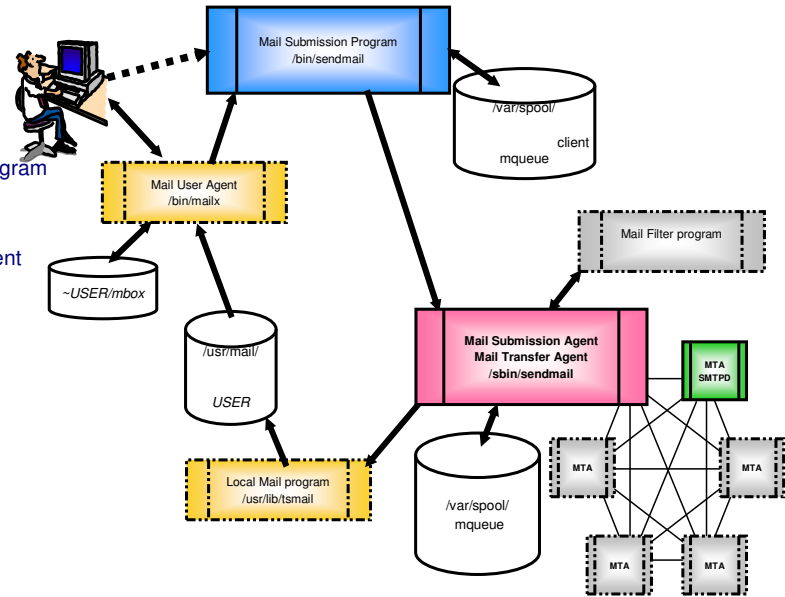 Mail Submission Program
/bin/sendmail
/var/spool/
client
mqueue
gram
Mail User Agent
/bin/mailx
Mail Filter program
ent
~USER/mbox
/usr/mail/
USER
Mail Submission Agent
Mail Transfer Agent
/sbin/sendmail
MTA
SMTPD
MTA
MTA
Local Mail program
/usr/lib/tsmail
/var/spool/
mqueue
MTA
MTA